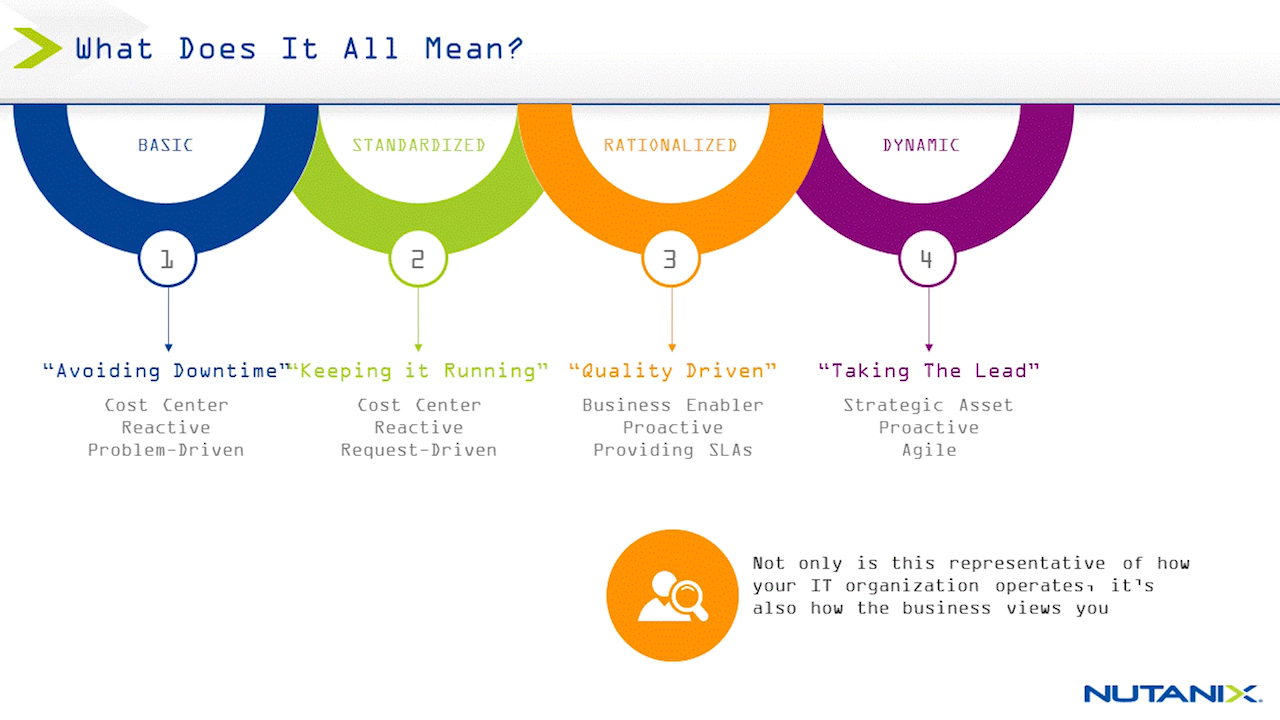 What Does It All Mean?
BASIC
STANDARDIZED
RATIONALIZED
DYNAMIC
1
2
3
4
“Avoiding Downtime”
“Keeping it Running”
“Quality Driven”
“Taking The Lead”
Cost Center
Reactive
Problem-Driven
Cost Center
Reactive
Request-Driven
Business Enabler
Proactive
Providing SLAs
Strategic Asset
Proactive
Agile
Not only is this representative of how
your IT organization operates, it's
also how the business views you
NUTANIX